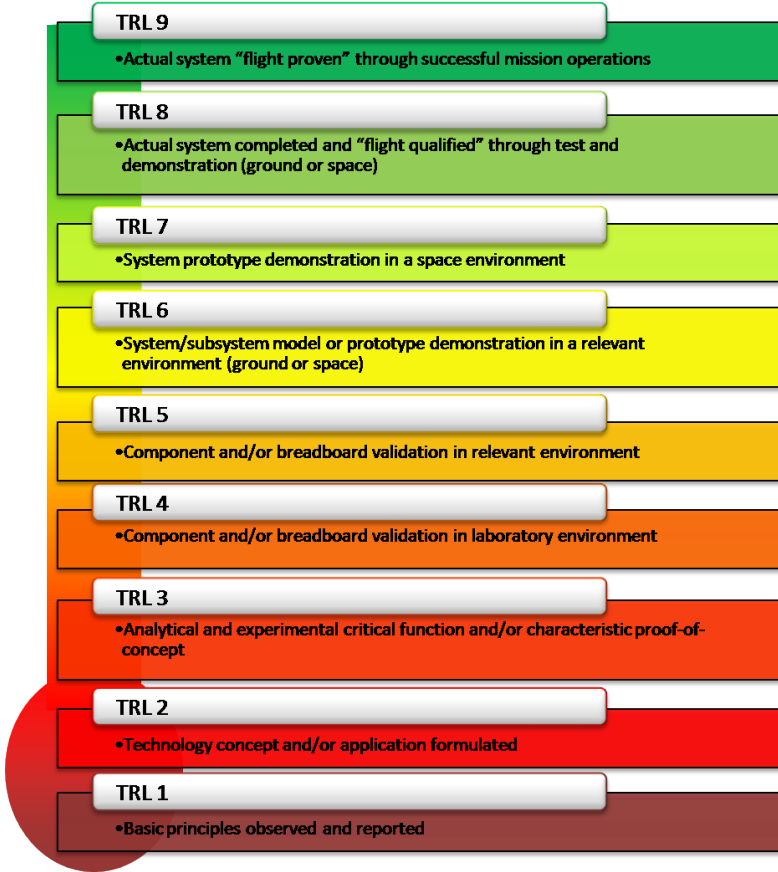 TRL 9
•Actual system “flight proven” through successful mission operations
TRL 8
•Actual system completed and “flight qualified” through test and
demonstration (ground or space)
TRL 7
•System prototype demonstration in a space environment
TRL 6
•System/subsystem model or prototype demonstration in a relevant
environment (ground or space)
TRL 5
•Component and/or breadboard validation in relevant environment
TRL 4
•Component and/or breadboard validation in laboratory environment
TRL 3
•Analytical and experimental critical function and/or characteristic proof-of-
concept
TRL 2
•Technology concept and/or application formulated
TRL 1
•Basic principles observed and reported